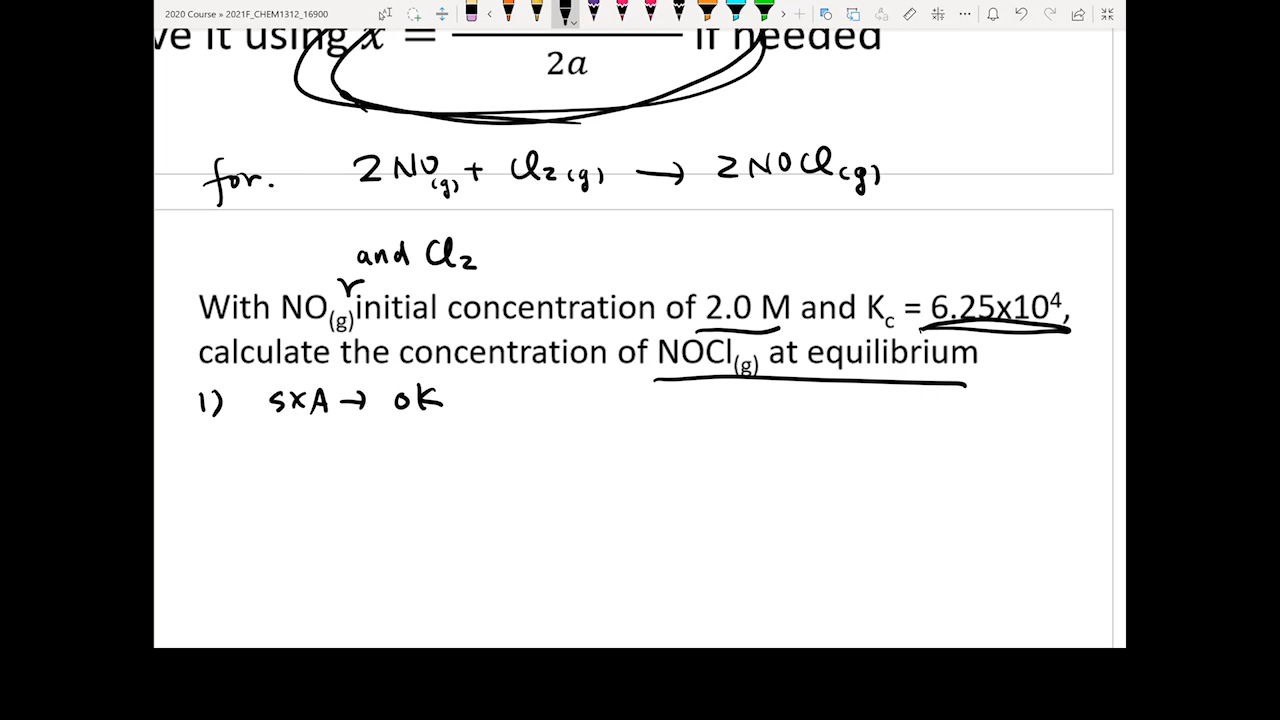 2020 Course » 2021F_CHEM1312_16900
ve it using x = 2a if needed
for. 2NO(g) + Cl2(g) → 2NOCl(g)
and Cl2
With NO(g) initial concentration of 2.0 M and Kc = 6.25x10⁴,
calculate the concentration of NOCl(g) at equilibrium
1) SxA → OK